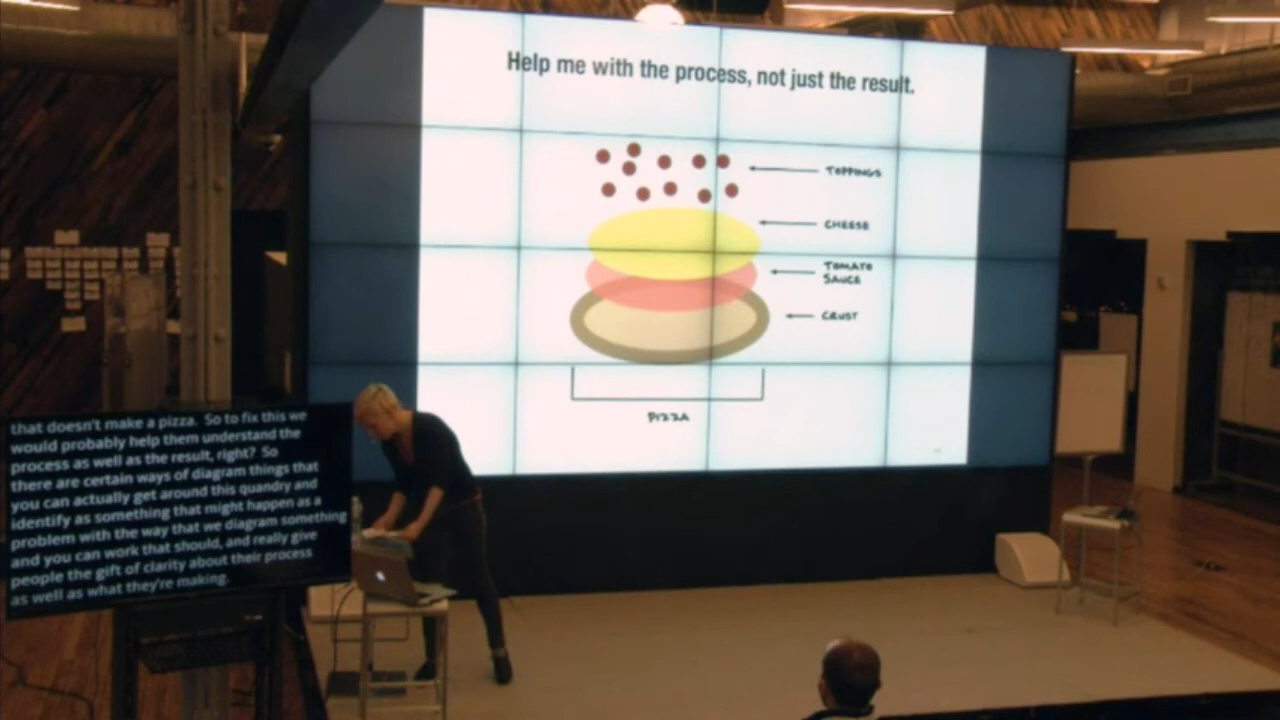 Help me with the process, not just the result.
TOPPINGS
CHEESE
TOMATO
SAUCE
CRUST
PIZZA
that doesn't make a pizza. So to fix this we
would probably help them understand the
process as well as the result, right? So
there are certain ways of diagram things that
you can actually get around this quandry and
identify as something that might happen as a
problem with the way that we diagram something
and you can work that should, and really give
people the gift of clarity about their process
as well as what they're making.